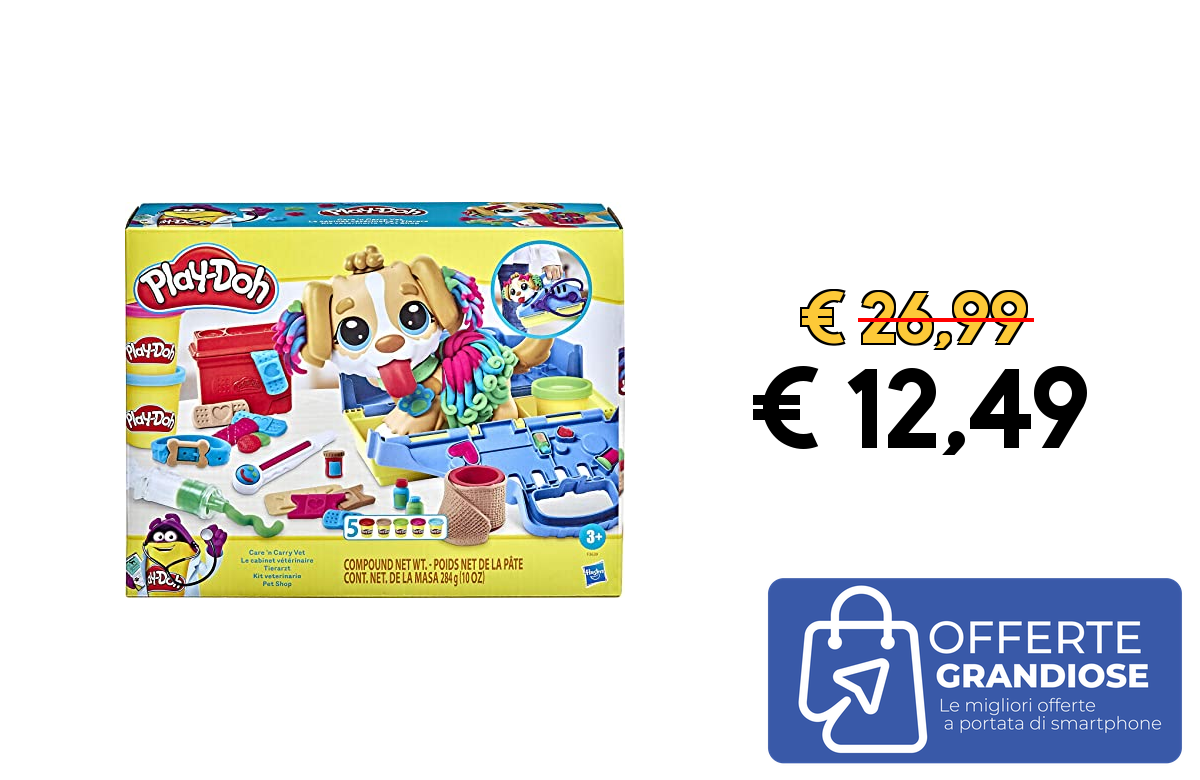 Play-Doh
Play-Doh
Play-Doh
Play-Doh
Care 'n Carry Vet
Le cabinet vétérinaire
Tierarzt
Kit veterinaria
Pet Shop
5
COMPOUND NET WT. - POIDS NET DE LA PÂTE
CONT. NET. DE LA MASA 284 g (10 OZ)
3+
Hasbro
€ 26,99
€ 12,49
OFFERTE
GRANDIOSE
Le migliori offerte
a portata di smartphone